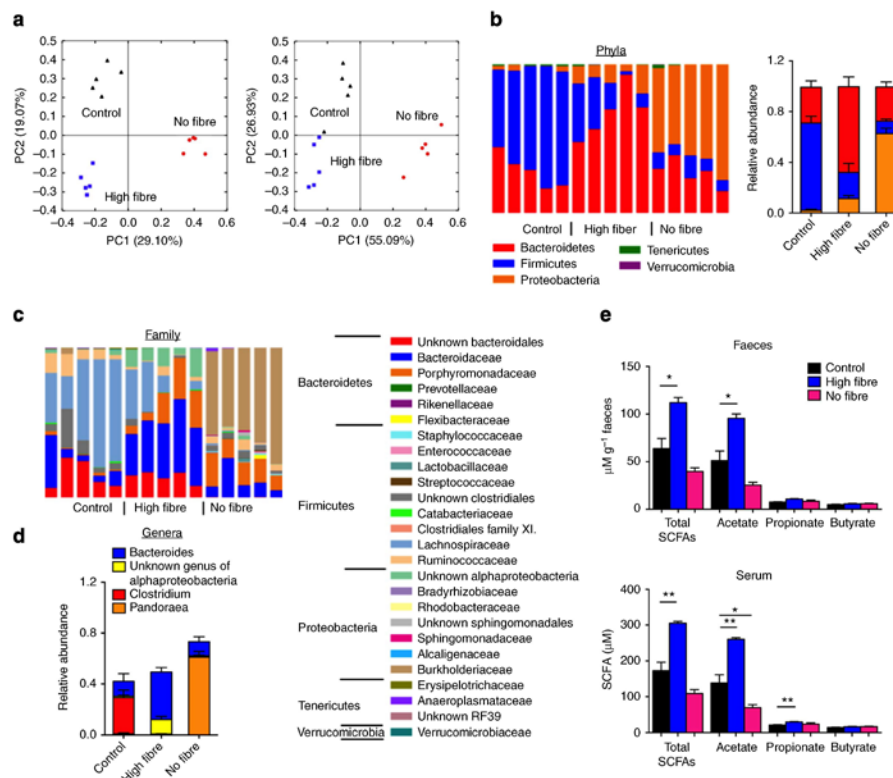 a
0.5
0.4
0.3
0.2
0.1
0.0
−0.1
−0.2
−0.3
−0.4
PC2 (19.07%)
Control
No fibre
High fibre
−0.4 −0.2 0.0 0.2 0.4 0.6
PC1 (29.10%)
0.5
0.4
0.3
0.2
0.1
0.0
−0.1
−0.2
−0.3
−0.4
PC2 (26.93%)
Control
No fibre
High fibre
−0.4 −0.2 0.0 0.2 0.4 0.6
PC1 (55.09%)
b
Phyla
Control High fiber No fibre
Bacteroidetes
Firmicutes
Proteobacteria
Tenericutes
Verrucomicrobia
Relative abundance
1.2
0.8
0.4
0.0
Control
High fibre
No fibre
c
Family
Control High fibre No fibre
Bacteroidetes
Firmicutes
Proteobacteria
Tenericutes
Verrucomicrobia
Unknown bacteroidales
Bacteroidaceae
Porphyromonadaceae
Prevotellaceae
Rikenellaceae
Flexibacteraceae
Staphylococcaceae
Enterococcaceae
Lactobacillaceae
Streptococcaceae
Unknown clostridiales
Catabacteriaceae
Clostridiales family XI.
Lachnospiraceae
Ruminococcaceae
Unknown alphaproteobacteria
Bradyrhizobiaceae
Rhodobacteraceae
Unknown sphingomonadales
Sphingomonadaceae
Alcaligenaceae
Burkholderiaceae
Erysipelotrichaceae
Anaeroplasmataceae
Unknown RF39
Verrucomicrobiaceae
d
Genera
Bacteroides
Unknown genus of
alphaproteobacteria
Clostridium
Pandoraea
Relative abundance
1.2
0.8
0.4
0.0
Control
High fibre
No fibre
e
Faeces
Control
High fibre
No fibre
μM g⁻¹ faeces
150
100
50
0
*
*
Total
SCFAs
Acetate Propionate Butyrate
Serum
SCFA (μM)
400
300
200
100
0
**
*
**
**
Total
SCFAs
Acetate Propionate Butyrate